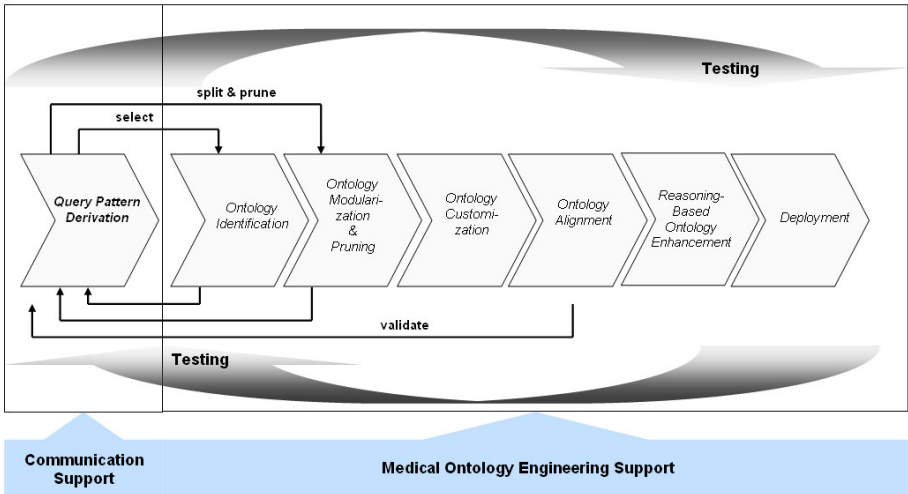 Testing
split & prune
select
Query Pattern
Derivation
Ontology
Identification
Ontology
Modulari-
zation
&
Pruning
Ontology
Customi-
zation
Ontology
Alignment
Reasoning-
Based
Ontology
Enhancement
Deployment
validate
Testing
Communication
Support
Medical Ontology Engineering Support